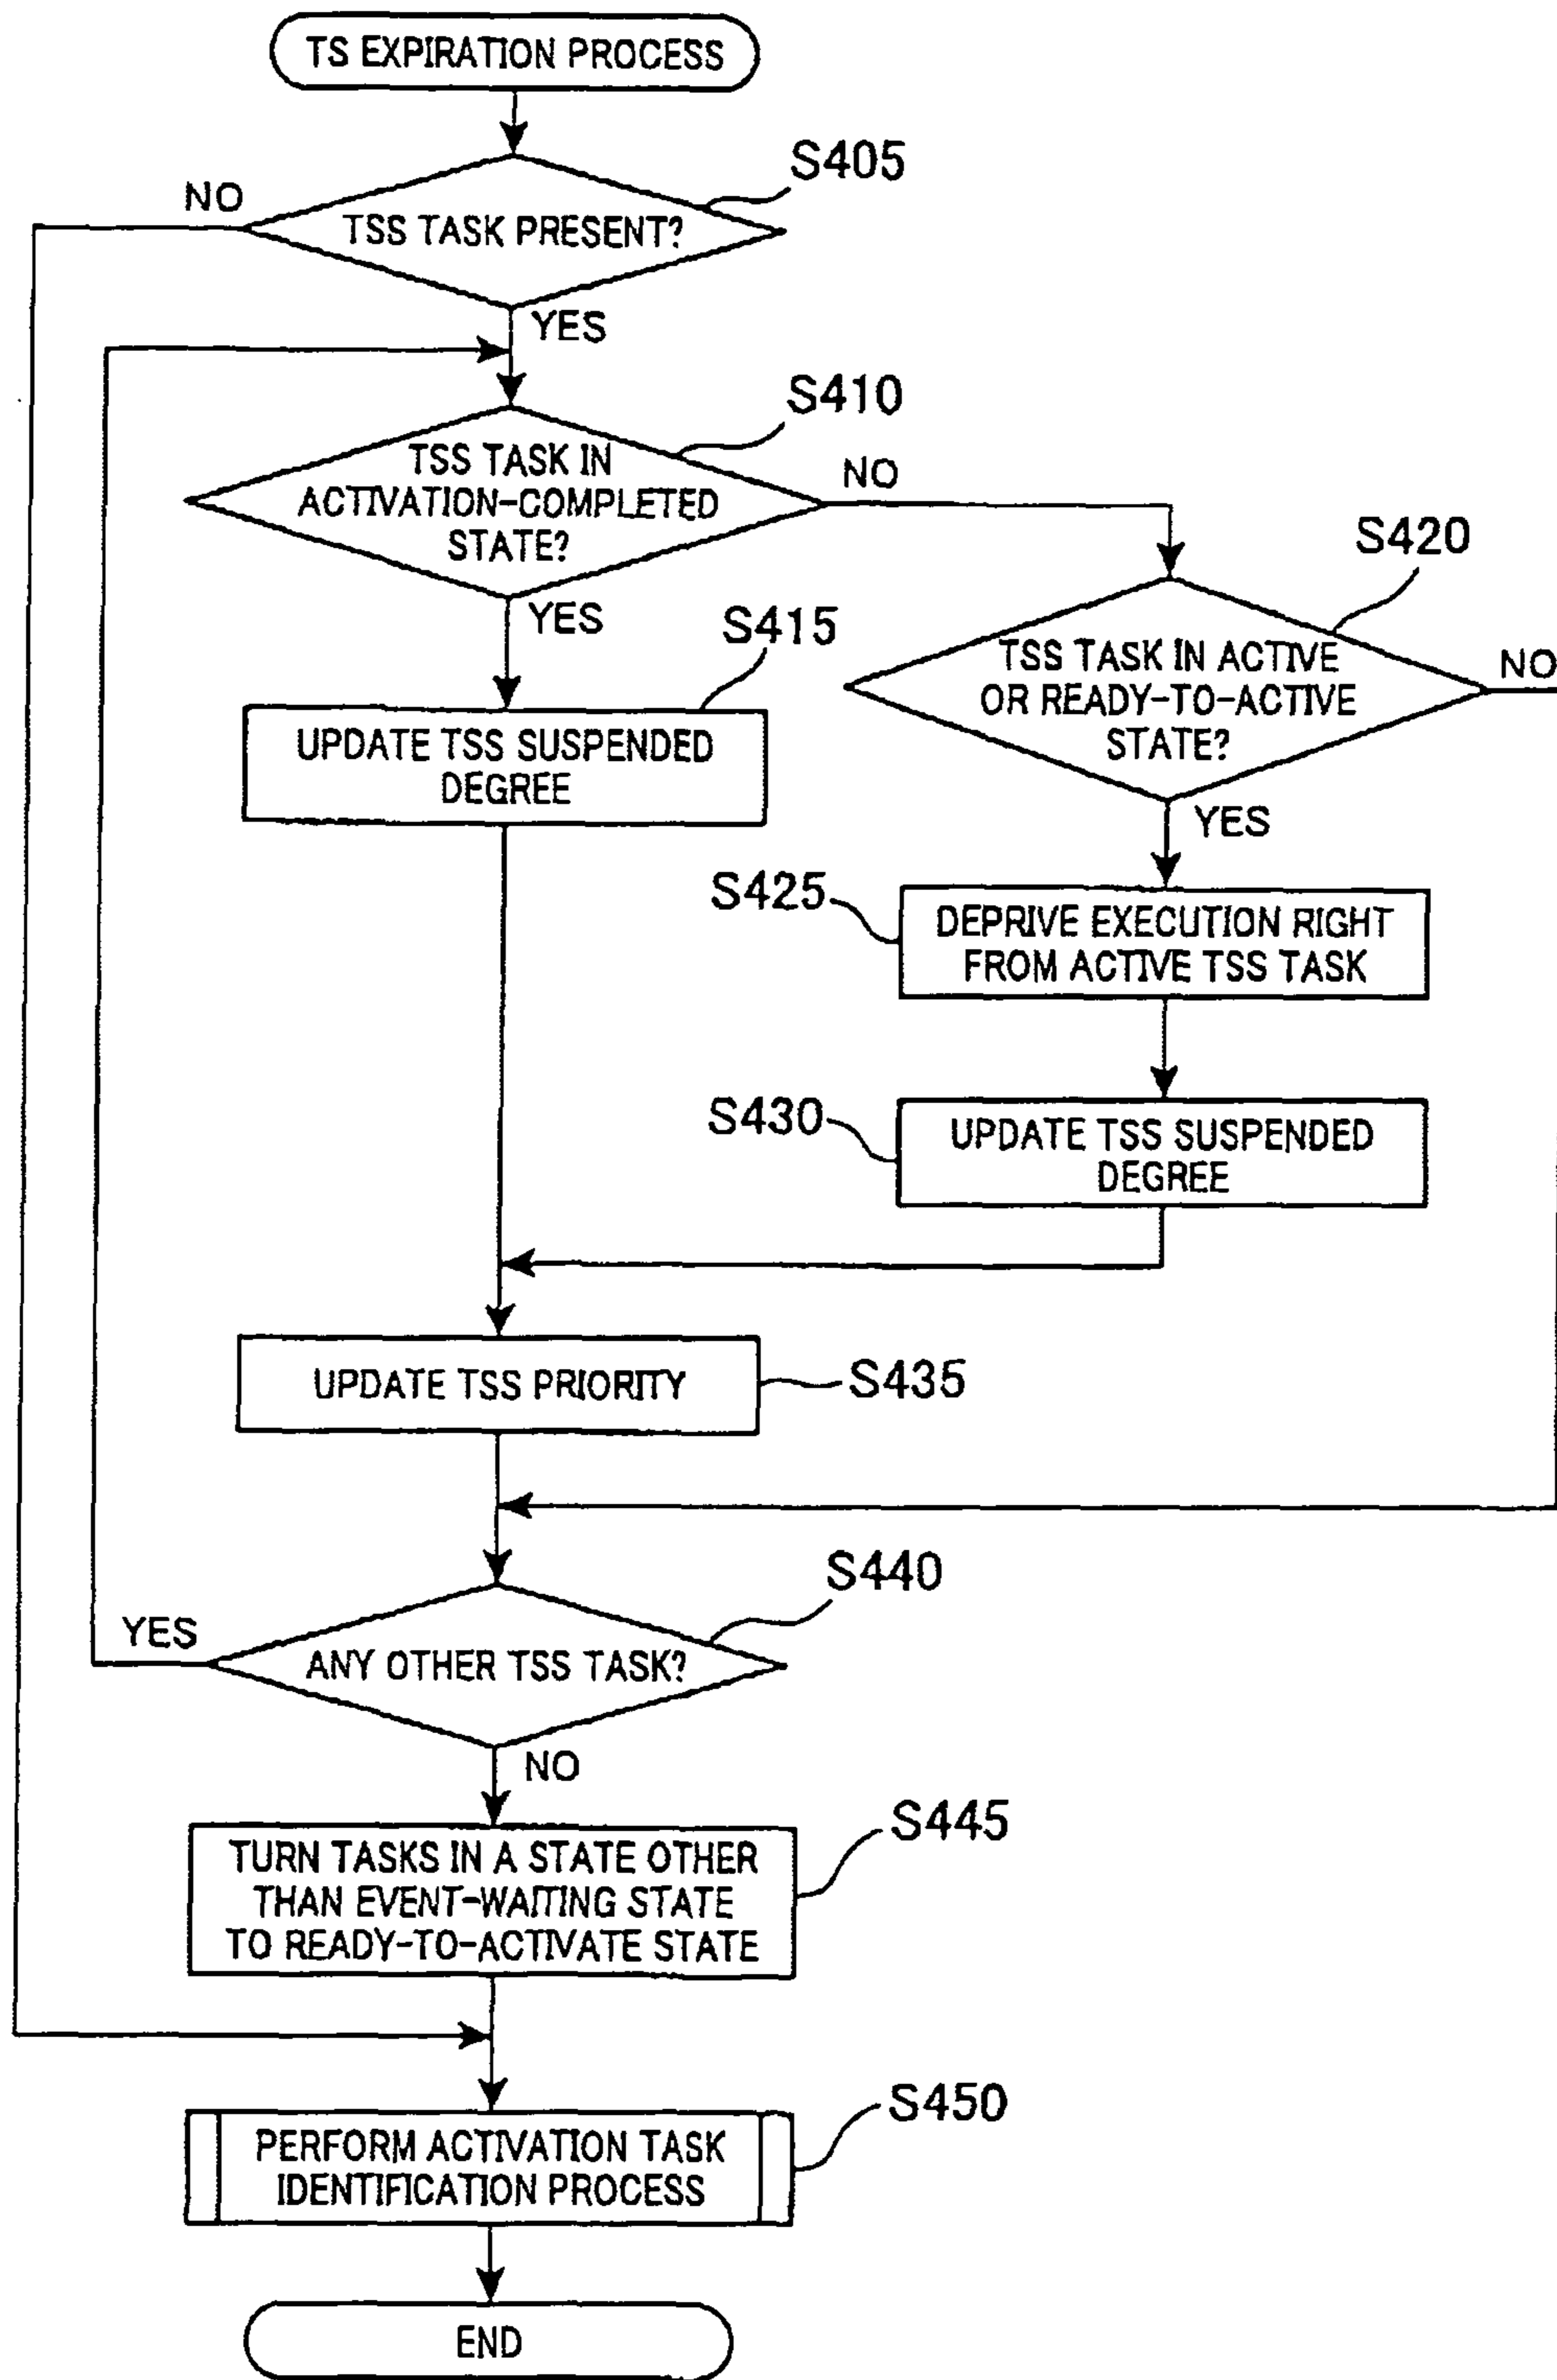 TS EXPIRATION PROCESS
S405
NO
TSS TASK PRESENT?
YES
S410
TSS TASK IN
ACTIVATION-COMPLETED
STATE?
NO
YES
S420
TSS TASK IN ACTIVE
OR READY-TO-ACTIVE
STATE?
NO
YES
S415
UPDATE TSS SUSPENDED
DEGREE
S425
DEPRIVE EXECUTION RIGHT
FROM ACTIVE TSS TASK
S430
UPDATE TSS SUSPENDED
DEGREE
UPDATE TSS PRIORITY
S435
S440
YES
ANY OTHER TSS TASK?
NO
S445
TURN TASKS IN A STATE OTHER
THAN EVENT-WAITING STATE
TO READY-TO-ACTIVATE STATE
S450
PERFORM ACTIVATION TASK
IDENTIFICATION PROCESS
END